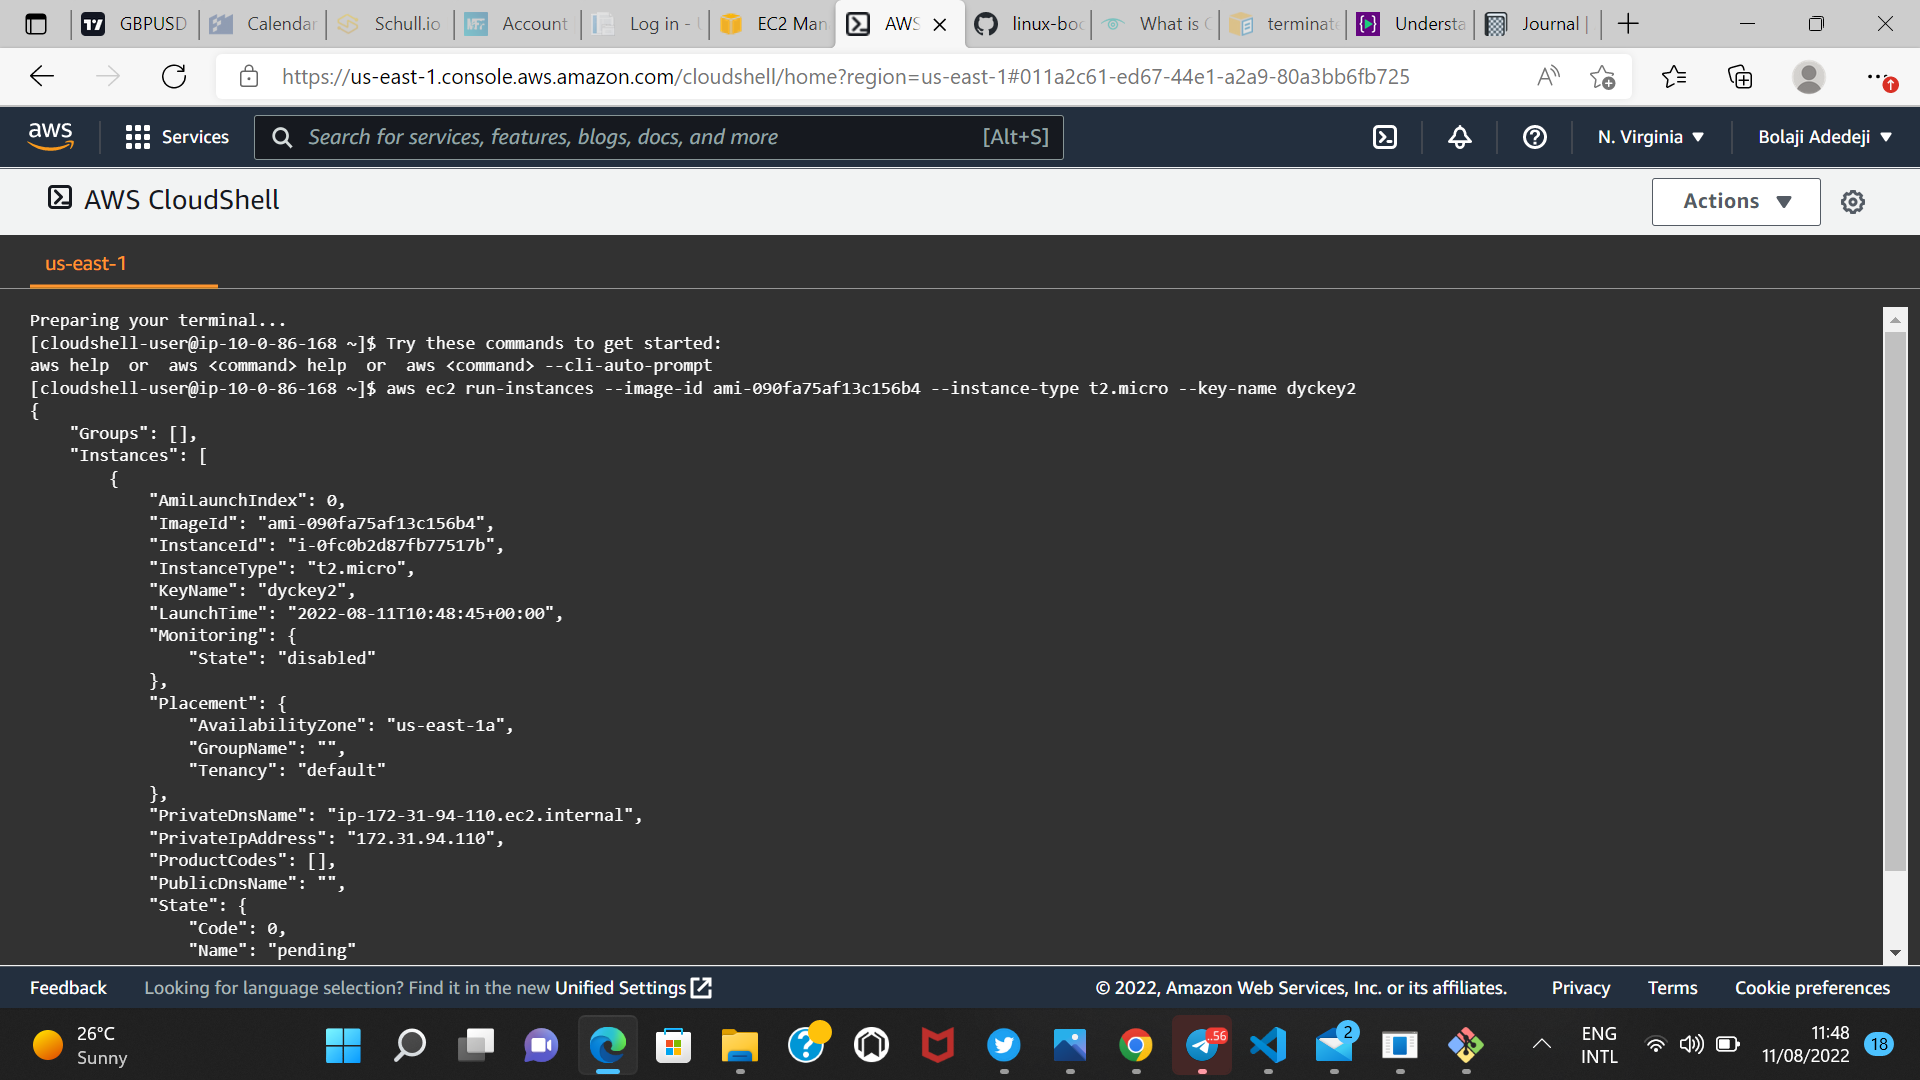 GBPUSD
Calendar
Schull.io
Account
Log in -
EC2 Man
AWS
linux-boo
What is
terminate
Understa
Journal |
https://us-east-1.console.aws.amazon.com/cloudshell/home?region=us-east-1#011a2c61-ed67-44e1-a2a9-80a3bb6fb725
aws
Services
Search for services, features, blogs, docs, and more
[Alt+S]
N. Virginia
Bolaji Adedeji
AWS CloudShell
Actions
us-east-1
Preparing your terminal...
[cloudshell-user@ip-10-0-86-168 ~]$ Try these commands to get started:
aws help  or  aws <command> help  or  aws <command> --cli-auto-prompt
[cloudshell-user@ip-10-0-86-168 ~]$ aws ec2 run-instances --image-id ami-090fa75af13c156b4 --instance-type t2.micro --key-name dyckey2
{
    "Groups": [],
    "Instances": [
        {
            "AmiLaunchIndex": 0,
            "ImageId": "ami-090fa75af13c156b4",
            "InstanceId": "i-0fc0b2d87fb77517b",
            "InstanceType": "t2.micro",
            "KeyName": "dyckey2",
            "LaunchTime": "2022-08-11T10:48:45+00:00",
            "Monitoring": {
                "State": "disabled"
            },
            "Placement": {
                "AvailabilityZone": "us-east-1a",
                "GroupName": "",
                "Tenancy": "default"
            },
            "PrivateDnsName": "ip-172-31-94-110.ec2.internal",
            "PrivateIpAddress": "172.31.94.110",
            "ProductCodes": [],
            "PublicDnsName": "",
            "State": {
                "Code": 0,
                "Name": "pending"
Feedback
Looking for language selection? Find it in the new Unified Settings
© 2022, Amazon Web Services, Inc. or its affiliates.
Privacy
Terms
Cookie preferences
26°C
Sunny
..56
2
ENG
INTL
11:48
11/08/2022
18